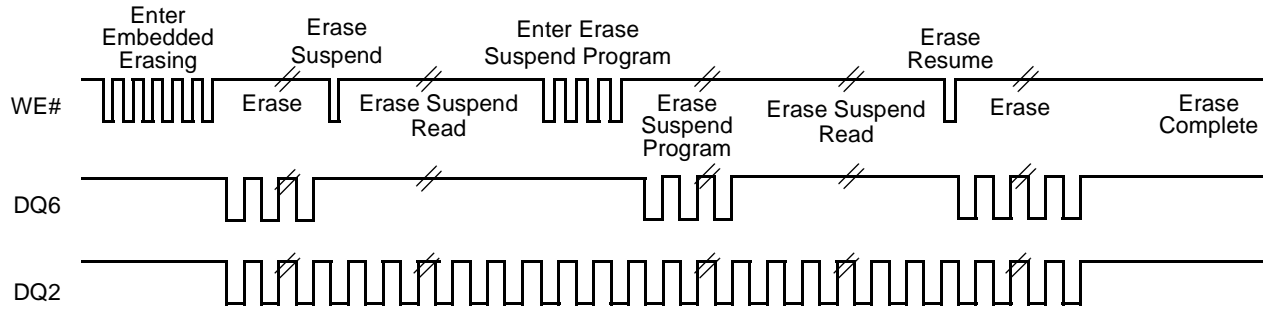 Enter
Embedded
Erasing
Erase
Suspend
Enter Erase
Suspend Program
Erase
Resume
WE#
Erase
Erase Suspend
Read
Erase
Suspend
Program
Erase Suspend
Read
Erase
Erase
Complete
DQ6
DQ2